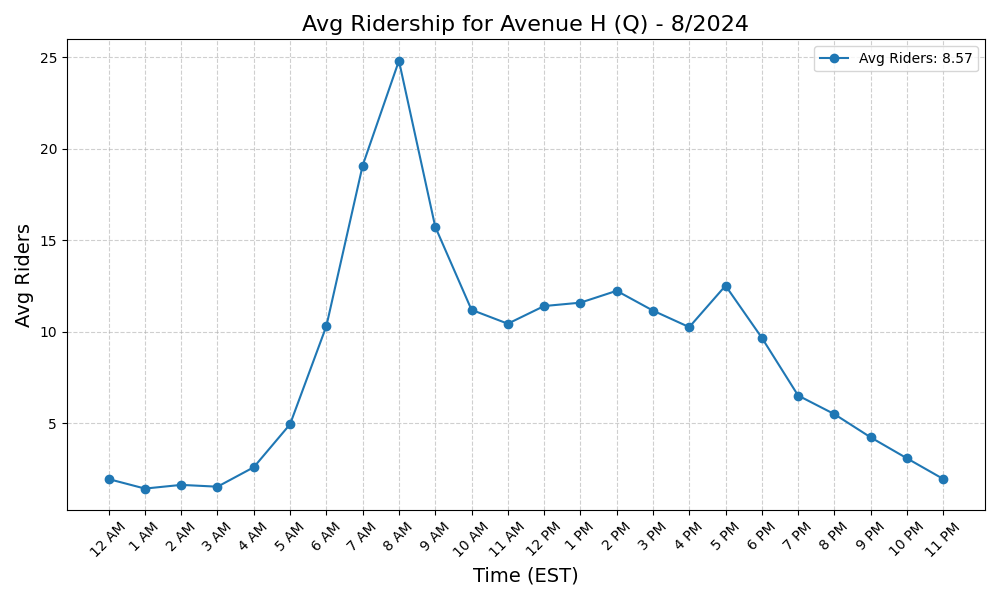 Avg Ridership for Avenue H (Q) - 8/2024
Avg Riders: 8.57
Avg Riders
25
20
15
10
5
12 AM
1 AM
2 AM
3 AM
4 AM
5 AM
6 AM
7 AM
8 AM
9 AM
10 AM
11 AM
12 PM
1 PM
2 PM
3 PM
4 PM
5 PM
6 PM
7 PM
8 PM
9 PM
10 PM
11 PM
Time (EST)